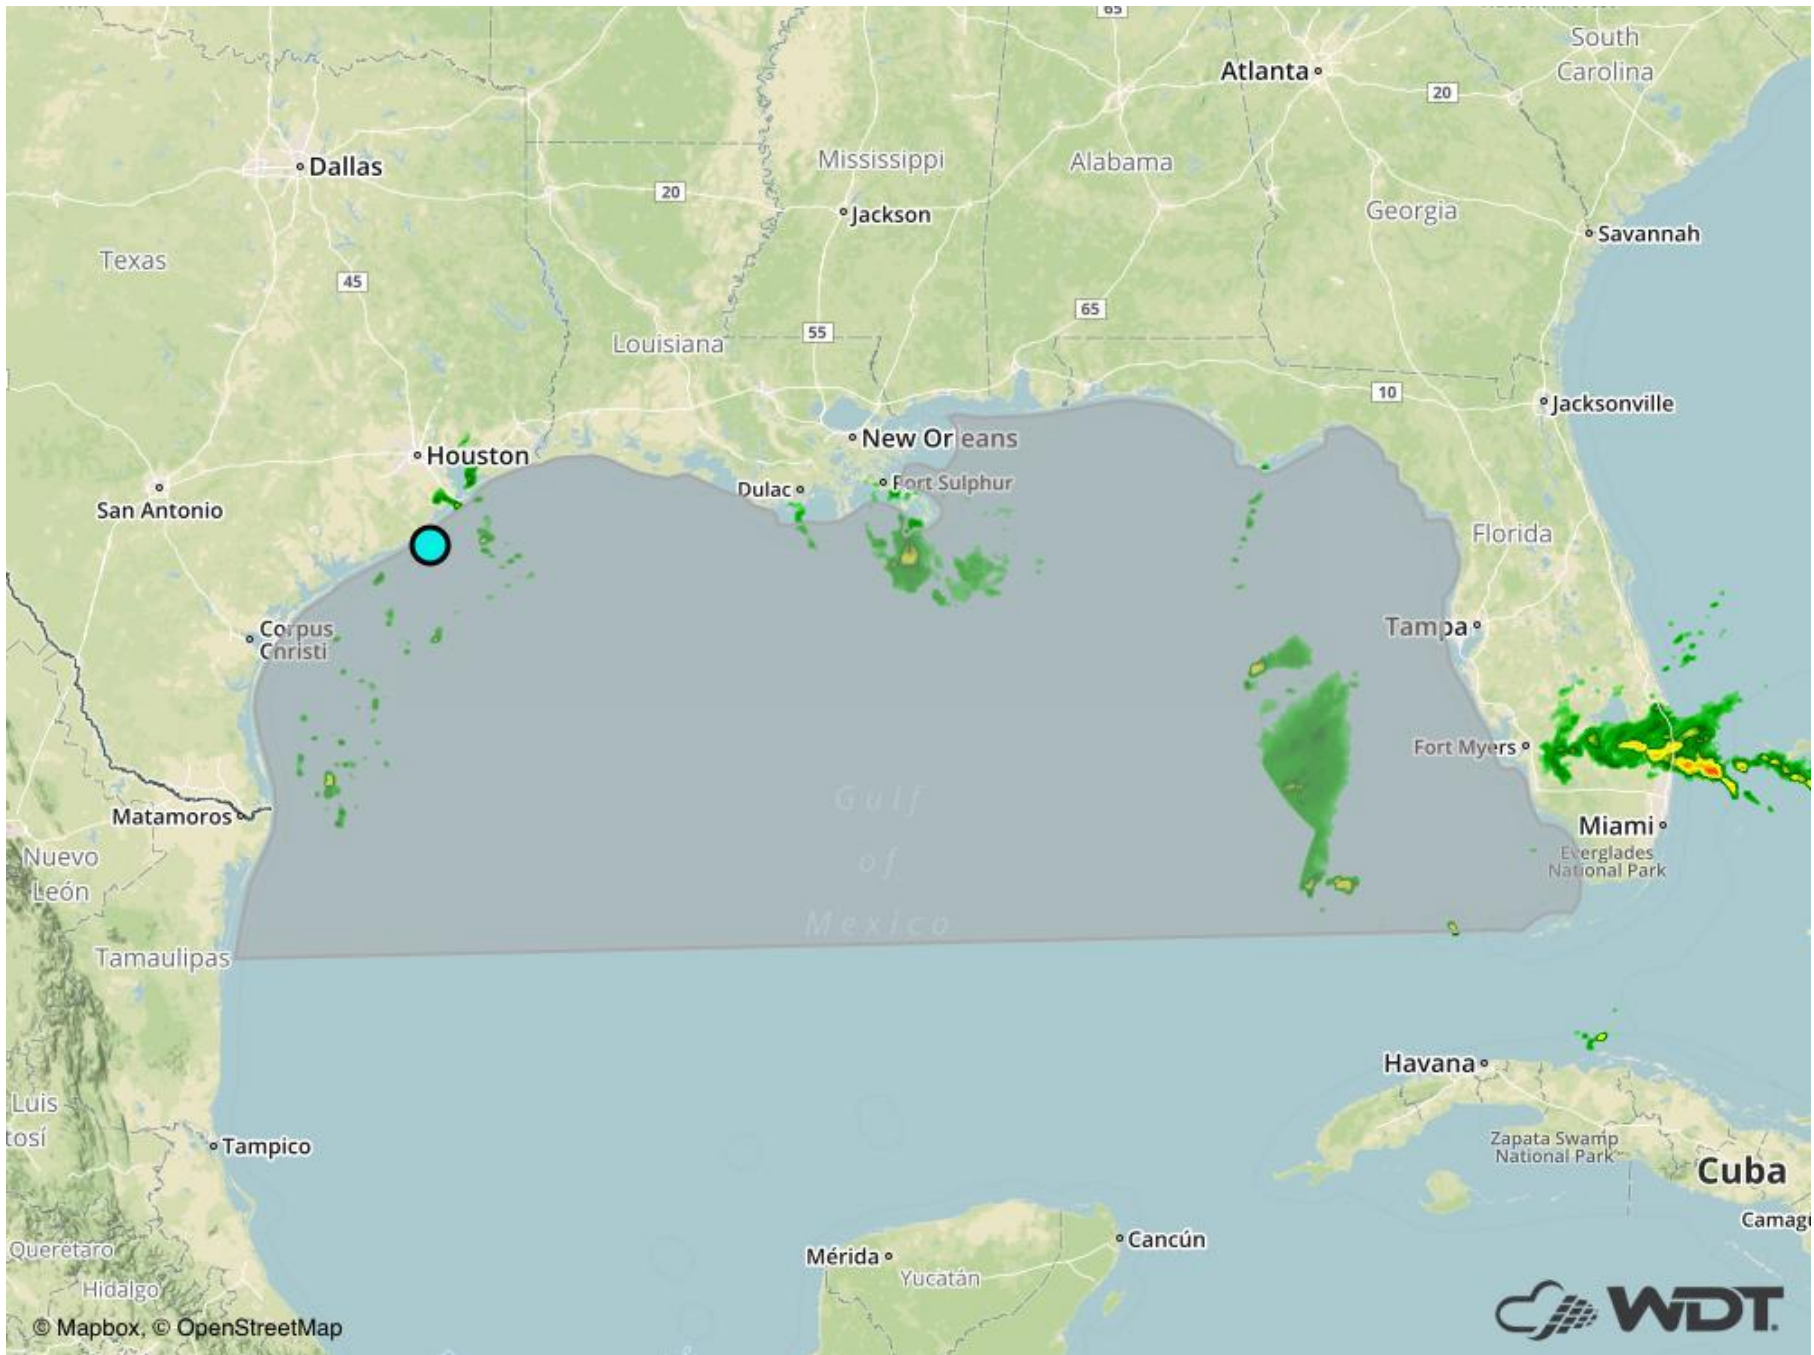 65
South
Carolina
Atlanta
20
Dallas
Mississippi
Alabama
20
Jackson
Georgia
Savannah
Texas
45
65
55
Louisiana
10
Jacksonville
New Orleans
Houston
Dulac
Port Sulphur
San Antonio
Florida
Corpus
Christi
Tampa
Fort Myers
Gulf
of
Mexico
Matamoros
Miami
Everglades
National Park
Nuevo
León
Tamaulipas
Havana
Luis
tosí
Tampico
Zapata Swamp
National Park
Cuba
Camagü
Querétaro
Mérida
Cancún
Yucatán
Hidalgo
© Mapbox, © OpenStreetMap
WDT